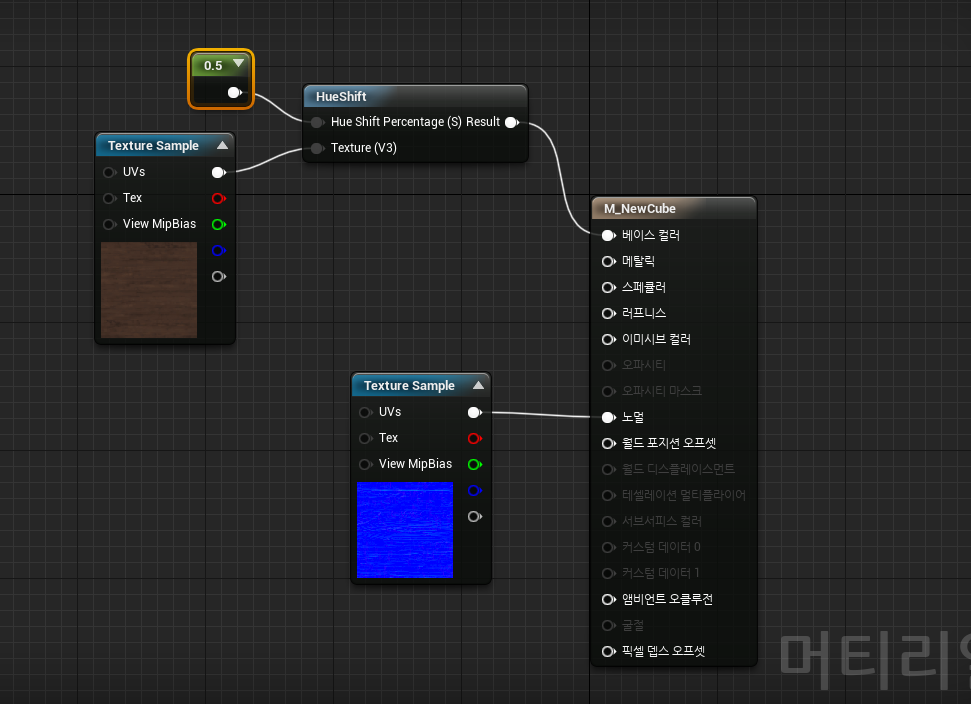 0.5
HueShift
Hue Shift Percentage (S) Result
Texture (V3)
Texture Sample
UVs
Tex
View MipBias
M_NewCube
베이스 컬러
메탈릭
스페큘러
러프니스
이미시브 컬러
오파시티
오파시티 마스크
노멀
월드 포지션 오프셋
월드 디스플레이스먼트
테셀레이션 멀티플라이어
서브서피스 컬러
커스텀 데이터 0
커스텀 데이터 1
앰비언트 오클루전
굴절
픽셀 뎁스 오프셋
Texture Sample
UVs
Tex
View MipBias
머티리